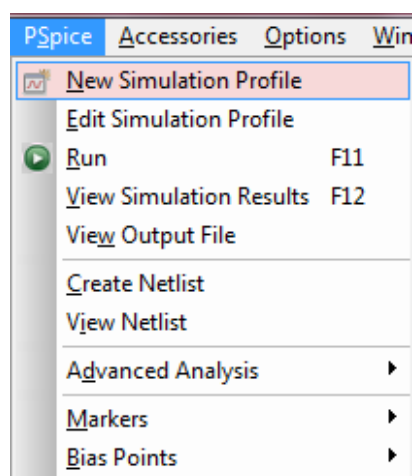 PSpice Accessories Options Win
New Simulation Profile
Edit Simulation Profile
Run F11
View Simulation Results F12
View Output File
Create Netlist
View Netlist
Advanced Analysis
Markers
Bias Points